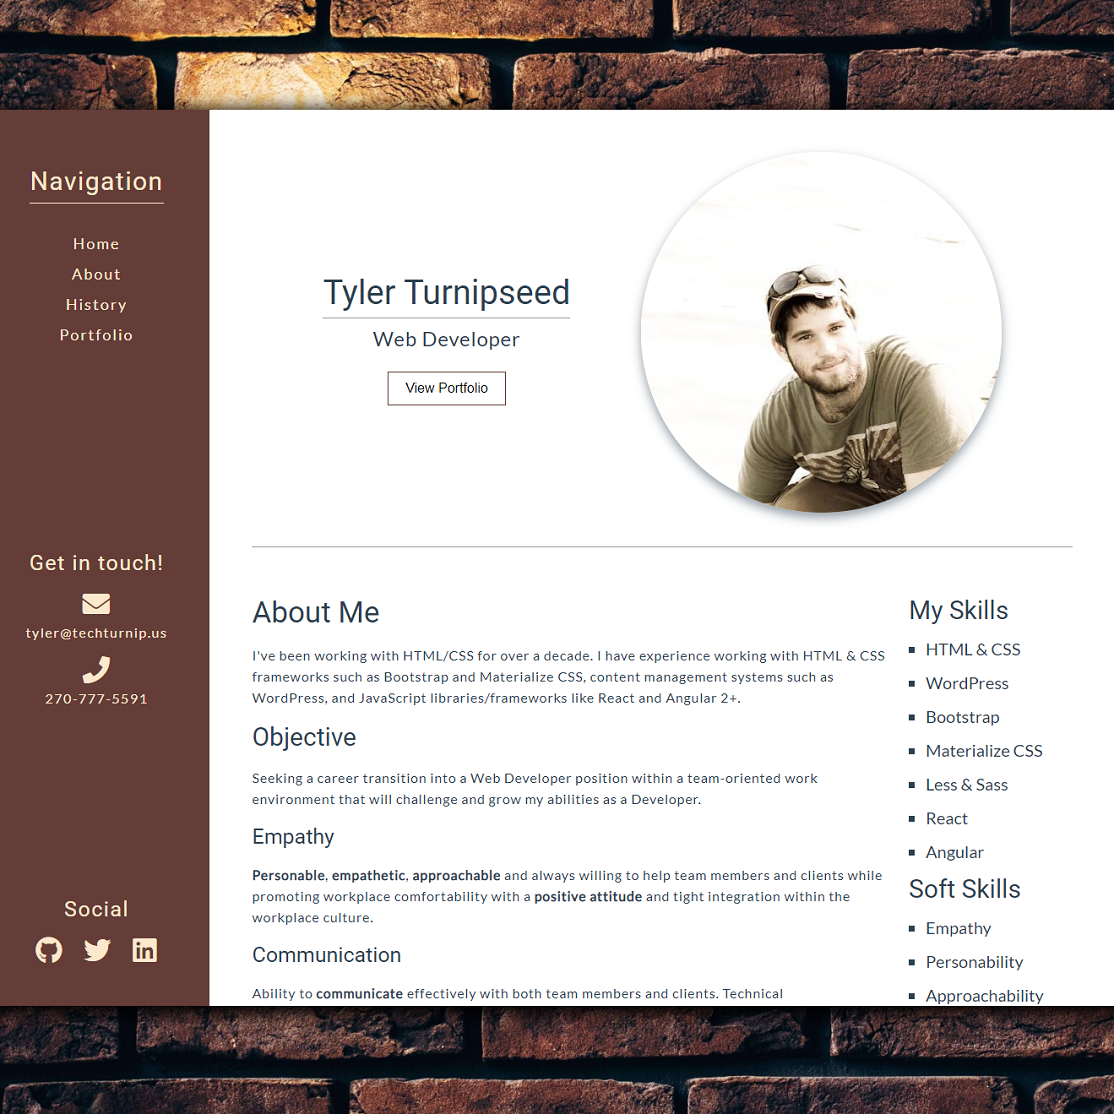 Navigation
Home
About
History
Portfolio
Get in touch!
tyler@techturnip.us
270-777-5591
Social
Tyler Turnipseed
Web Developer
View Portfolio
About Me
I've been working with HTML/CSS for over a decade. I have experience working with HTML & CSS
frameworks such as Bootstrap and Materialize CSS, content management systems such as
WordPress, and JavaScript libraries/frameworks like React and Angular 2+.
Objective
Seeking a career transition into a Web Developer position within a team-oriented work
environment that will challenge and grow my abilities as a Developer.
Empathy
Personable, empathetic, approachable and always willing to help team members and clients while
promoting workplace comfortability with a positive attitude and tight integration within the
workplace culture.
Communication
Ability to communicate effectively with both team members and clients. Technical
My Skills
HTML & CSS
WordPress
Bootstrap
Materialize CSS
Less & Sass
React
Angular
Soft Skills
Empathy
Personability
Approachability